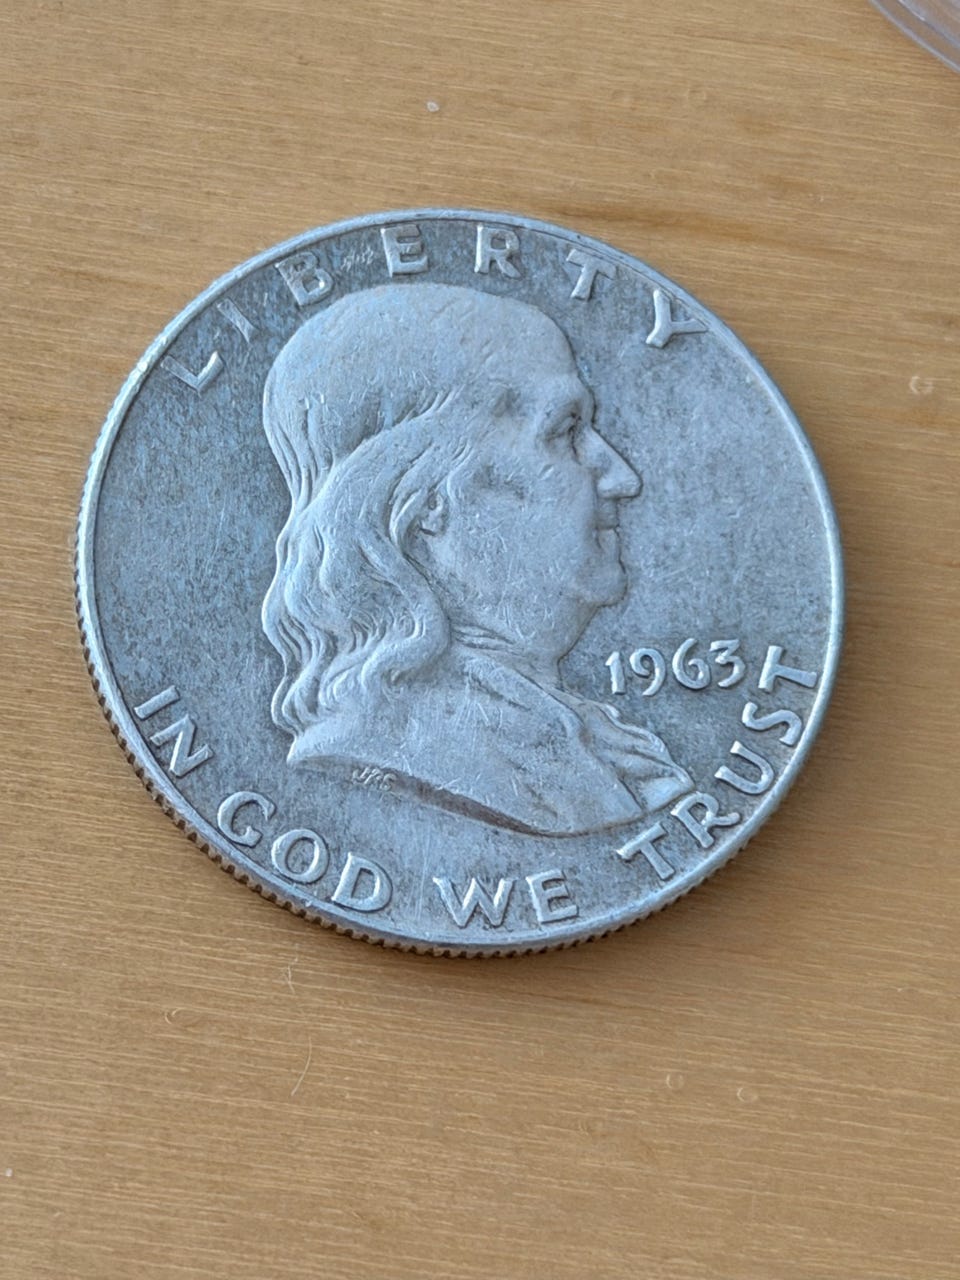 LIBERTY
1963
JRS
IN GOD WE TRUST